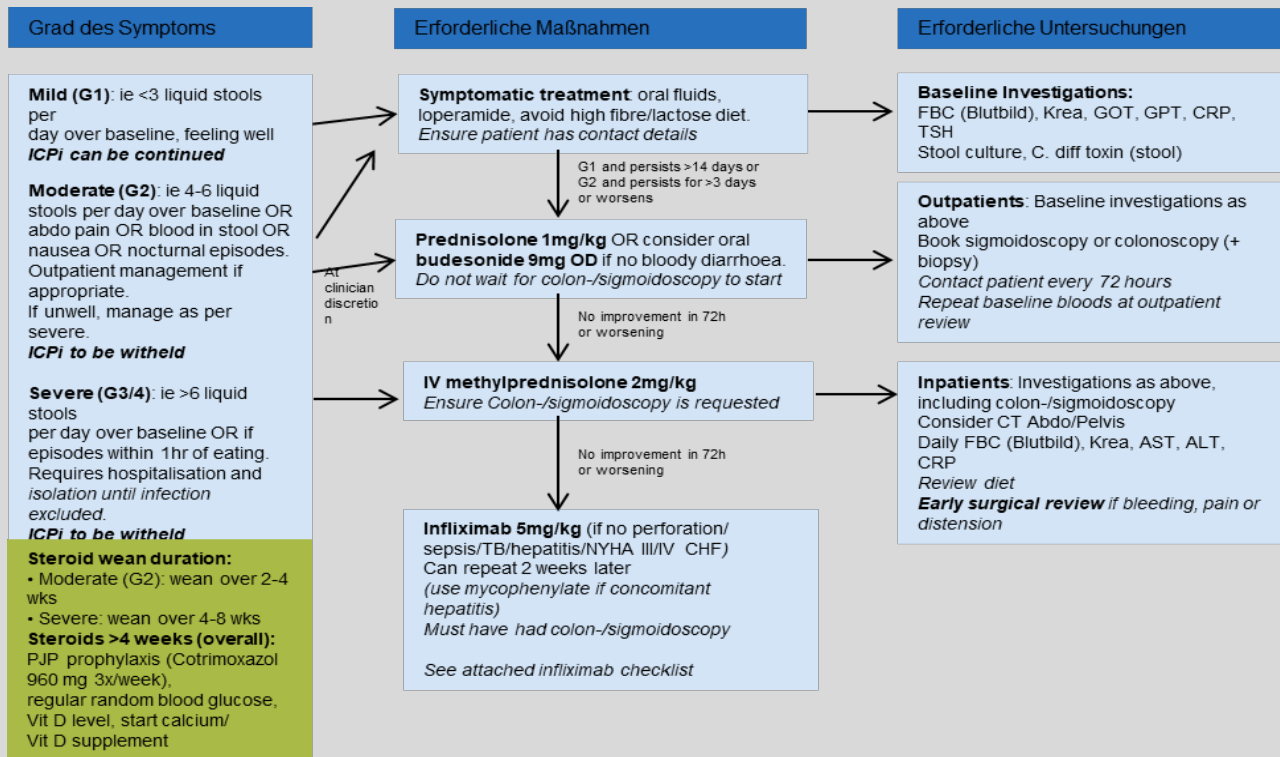 Grad des Symptoms
Erforderliche Maßnahmen
Erforderliche Untersuchungen
Mild (G1): ie <3 liquid stools
per
day over baseline, feeling well
ICPi can be continued
Moderate (G2): ie 4-6 liquid
stools per day over baseline OR
abdo pain OR blood in stool OR
nausea OR nocturnal episodes.
Outpatient management if
appropriate.
If unwell, manage as per
severe.
ICPi to be witheld
Severe (G3/4): ie >6 liquid
stools
per day over baseline OR if
episodes within 1hr of eating.
Requires hospitalisation and
isolation until infection
excluded.
ICPi to be witheld
Steroid wean duration:
• Moderate (G2): wean over 2-4
wks
• Severe: wean over 4-8 wks
Steroids >4 weeks (overall):
PJP prophylaxis (Cotrimoxazol
960 mg 3x/week),
regular random blood glucose,
Vit D level, start calcium/
Vit D supplement
At
clinician
discretio
n
Symptomatic treatment: oral fluids,
loperamide, avoid high fibre/lactose diet.
Ensure patient has contact details
G1 and persists >14 days or
G2 and persists for >3 days
or worsens
Prednisolone 1mg/kg OR consider oral
budesonide 9mg OD if no bloody diarrhoea.
Do not wait for colon-/sigmoidoscopy to start
No improvement in 72h
or worsening
IV methylprednisolone 2mg/kg
Ensure Colon-/sigmoidoscopy is requested
No improvement in 72h
or worsening
Infliximab 5mg/kg (if no perforation/
sepsis/TB/hepatitis/NYHA III/IV CHF)
Can repeat 2 weeks later
(use mycophenylate if concomitant
hepatitis)
Must have had colon-/sigmoidoscopy
See attached infliximab checklist
Baseline Investigations:
FBC (Blutbild), Krea, GOT, GPT, CRP,
TSH
Stool culture, C. diff toxin (stool)
Outpatients: Baseline investigations as
above
Book sigmoidoscopy or colonoscopy (+
biopsy)
Contact patient every 72 hours
Repeat baseline bloods at outpatient
review
Inpatients: Investigations as above,
including colon-/sigmoidoscopy
Consider CT Abdo/Pelvis
Daily FBC (Blutbild), Krea, AST, ALT,
CRP
Review diet
Early surgical review if bleeding, pain or
distension